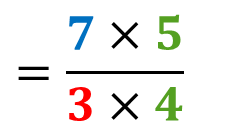 = 7 × 5
3 × 4